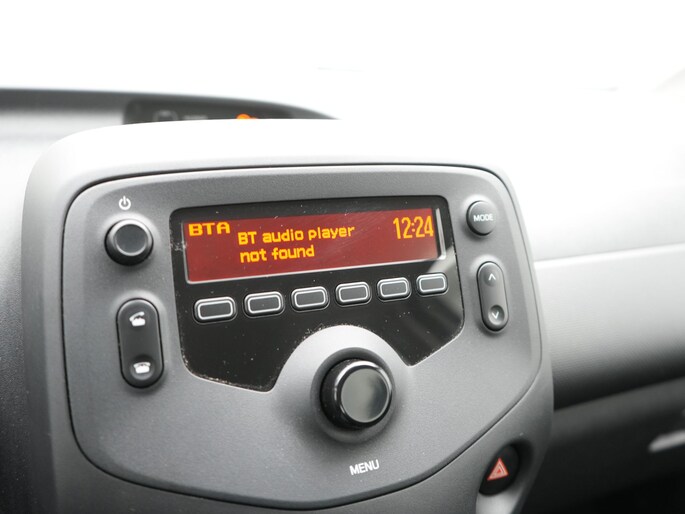 BTA
BT audio player
not found
12:24
MODE
MENU